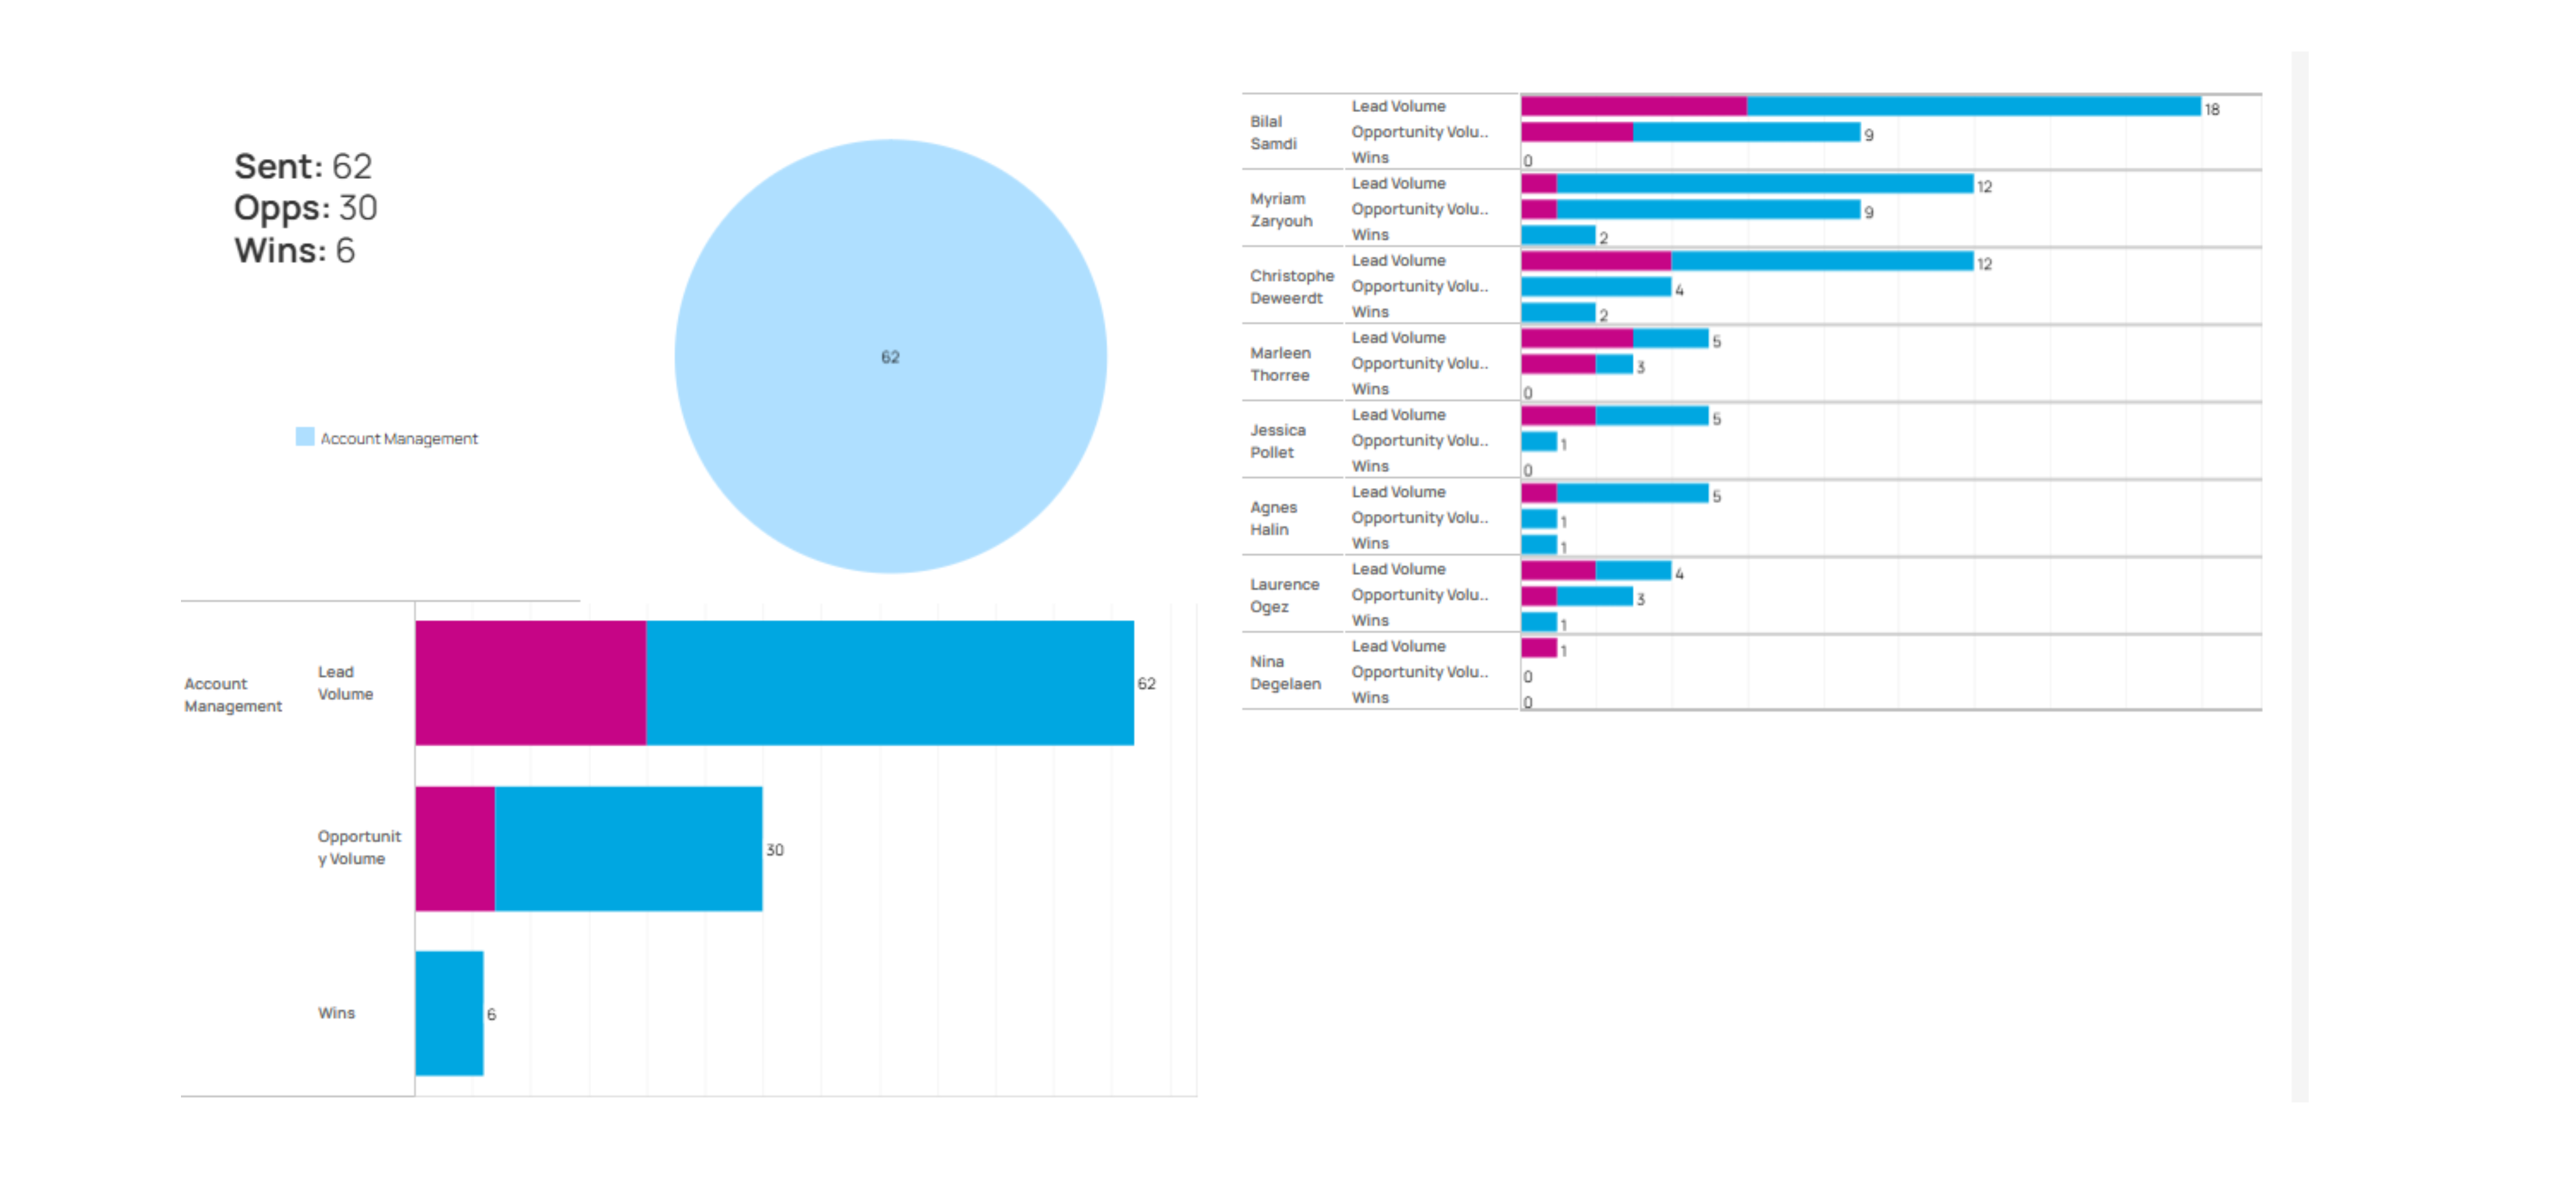 Sent: 62
Opps: 30
Wins: 6
62
Account Management
Account
Management
Lead
Volume
62
Opportunit
y Volume
30
Wins
6
Bilal
Samdi
Lead Volume
18
Opportunity Volu..
9
Wins
0
Myriam
Zaryouh
Lead Volume
12
Opportunity Volu..
9
Wins
2
Christophe
Deweerdt
Lead Volume
12
Opportunity Volu..
4
Wins
2
Marleen
Thorree
Lead Volume
5
Opportunity Volu..
3
Wins
0
Jessica
Pollet
Lead Volume
5
Opportunity Volu..
1
Wins
0
Agnes
Halin
Lead Volume
5
Opportunity Volu..
1
Wins
1
Laurence
Ogez
Lead Volume
4
Opportunity Volu..
3
Wins
1
Nina
Degelaen
Lead Volume
1
Opportunity Volu..
0
Wins
0